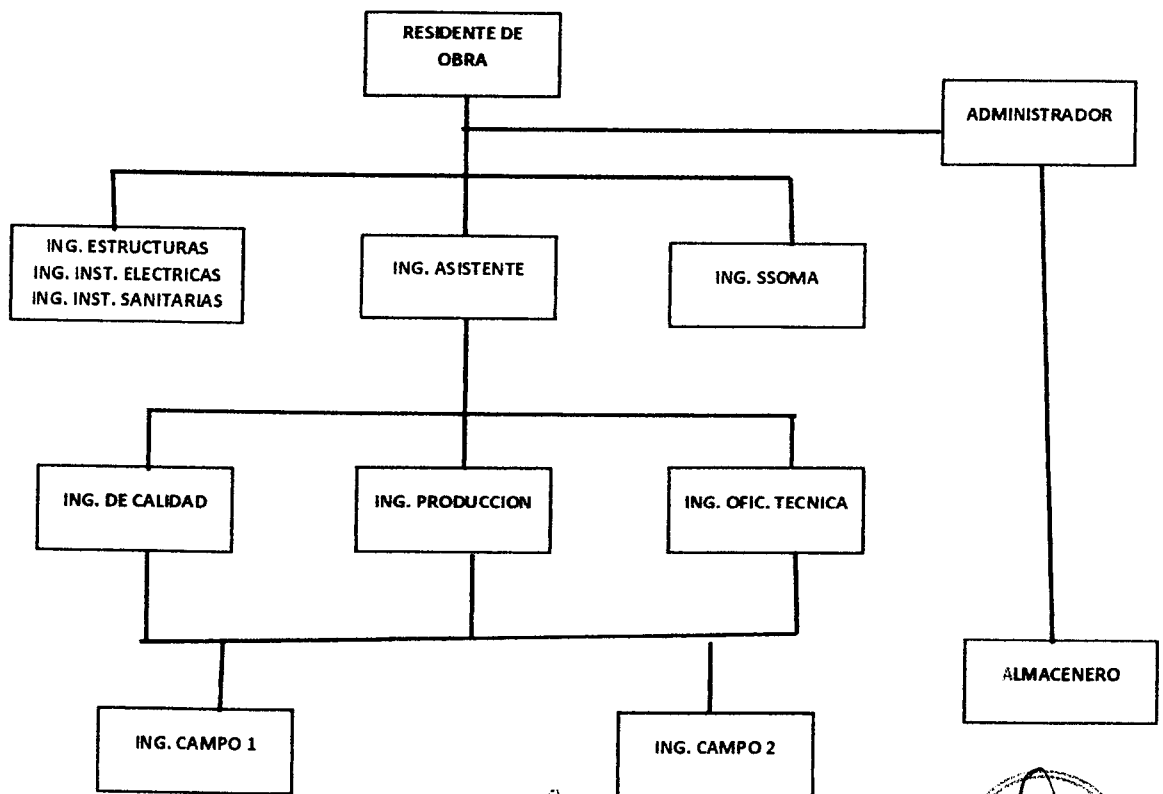 RESIDENTE DE
OBRA
ADMINISTRADOR
ING. ESTRUCTURAS
ING. INST. ELECTRICAS
ING. INST. SANITARIAS
ING. ASISTENTE
ING. SSOMA
ING. DE CALIDAD
ING. PRODUCCION
ING. OFIC. TECNICA
ALMACENERO
ING. CAMPO 1
ING. CAMPO 2